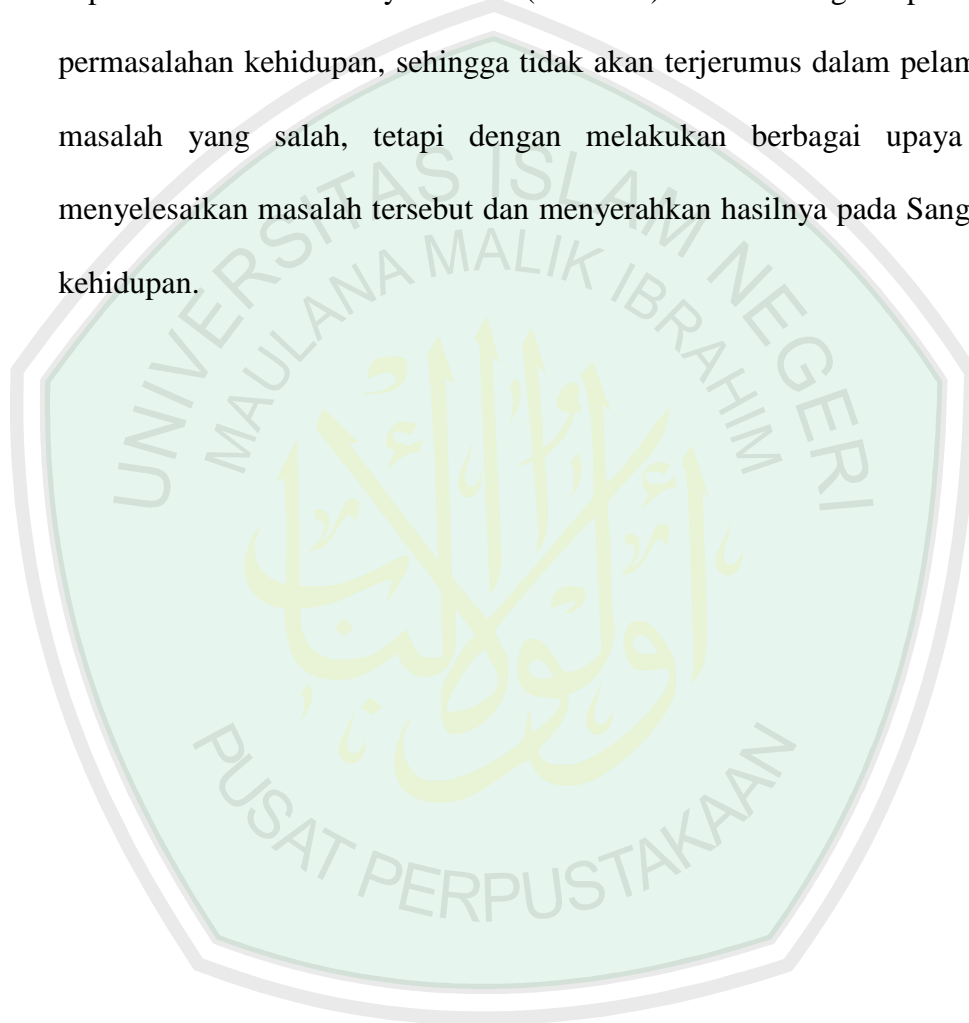 permasalahan kehidupan, sehingga tidak akan terjerumus dalam
masalah yang salah, tetapi dengan melakukan berbagai upaya
menyelesaikan masalah tersebut dan menyerahkan hasilnya pada Sang
kehidupan.
UNIVERSITAS ISLAM NEGERI
MAULANA MALIK IBRAHIM
PUSAT PERPUSTAKAAN